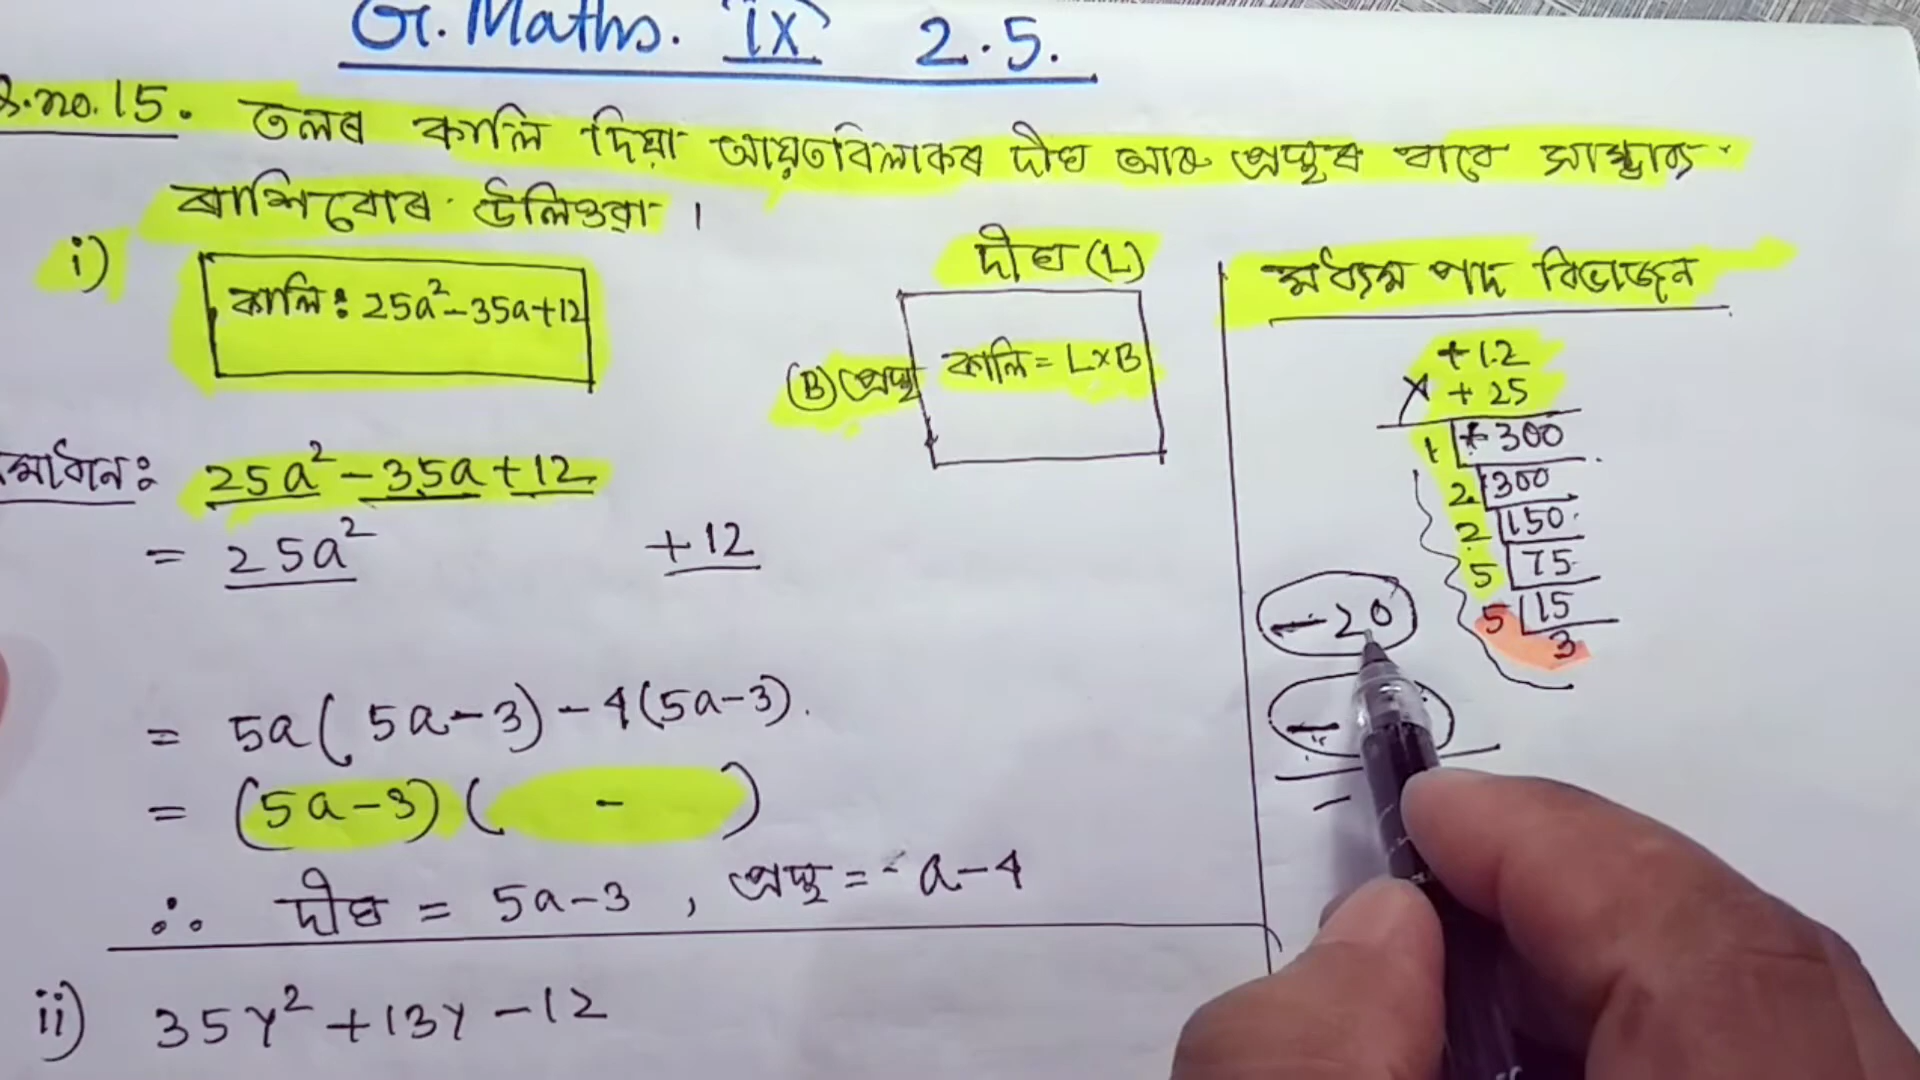 Gr. Maths. IX 2.5.
S.no.15. তলৰ কালি দিয়া আয়তবিলাকৰ দীঘ আৰু প্ৰস্থৰ বাবে সাম্ভাব্য
ৰাশিবোৰ উলিওৱা ।
i) কালি : 25a² - 35a + 12
দীঘ (L)
(B) প্ৰস্থ কালি = L×B
মধ্যম পদ বিভাজন
+12
× +25
1 +300
2 300
2 150
5 75
5 15
3
-20
-
-
সমাধান: 25a² - 35a + 12
= 25a² +12
= 5a( 5a-3) - 4(5a-3).
= (5a-3) ( - )
∴ দীঘ = 5a-3 , প্ৰস্থ = - a-4
ii) 35y² + 13y - 12